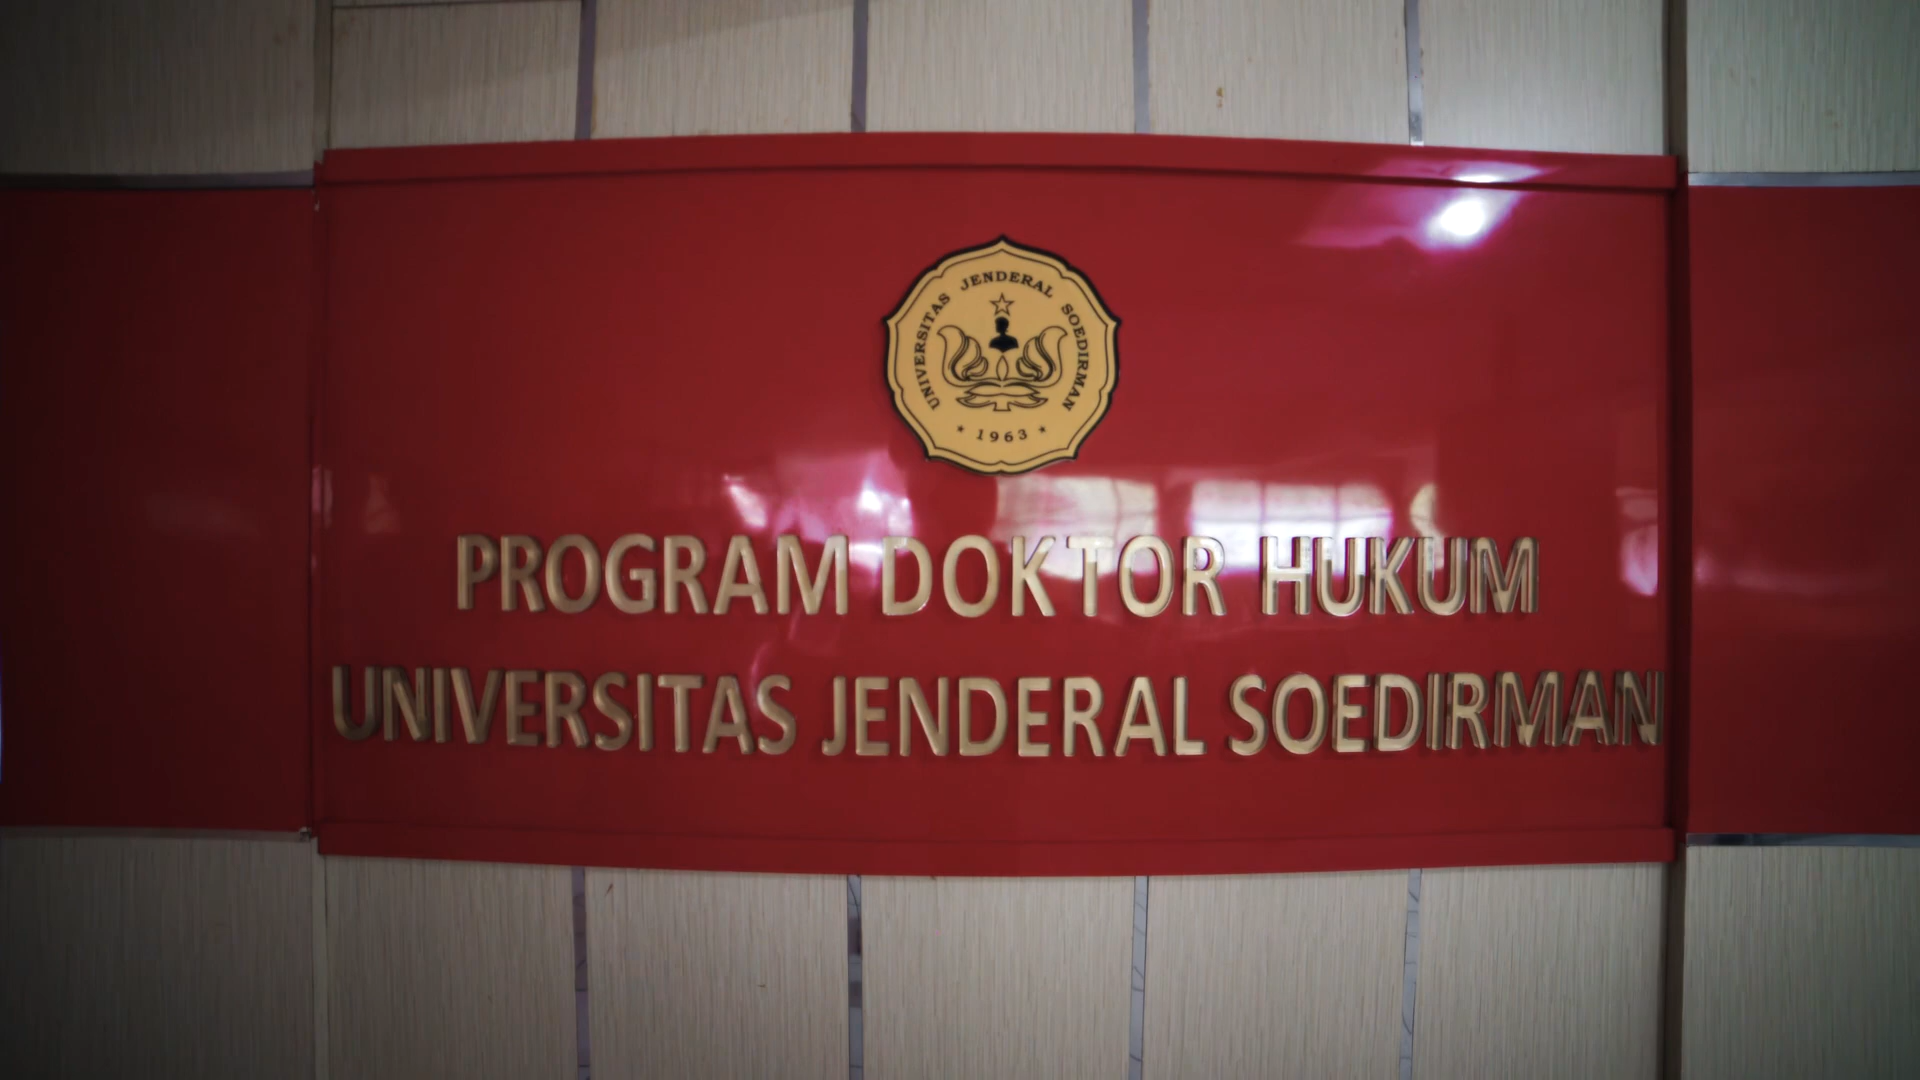 UNIVERSITAS JENDERAL SOEDIRMAN
* 1963 *
PROGRAM DOKTOR HUKUM
UNIVERSITAS JENDERAL SOEDIRMAN